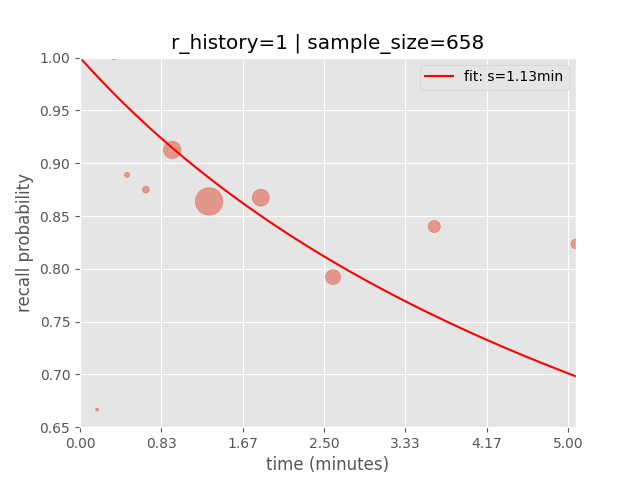 r_history=1 | sample_size=658
fit: s=1.13min
1.00
0.95
0.90
0.85
0.80
0.75
0.70
0.65
recall probability
0.00 0.83 1.67 2.50 3.33 4.17 5.00
time (minutes)